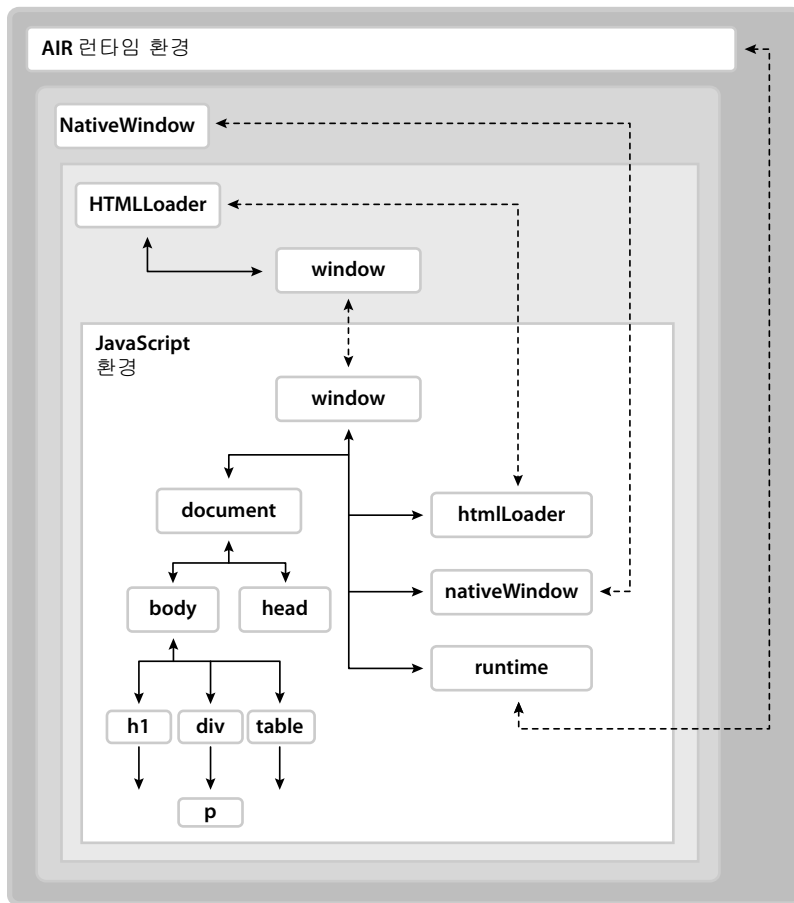 AIR 런타임 환경
NativeWindow
HTMLLoader
window
JavaScript
환경
window
document
htmlLoader
body
head
nativeWindow
runtime
h1
div
table
p